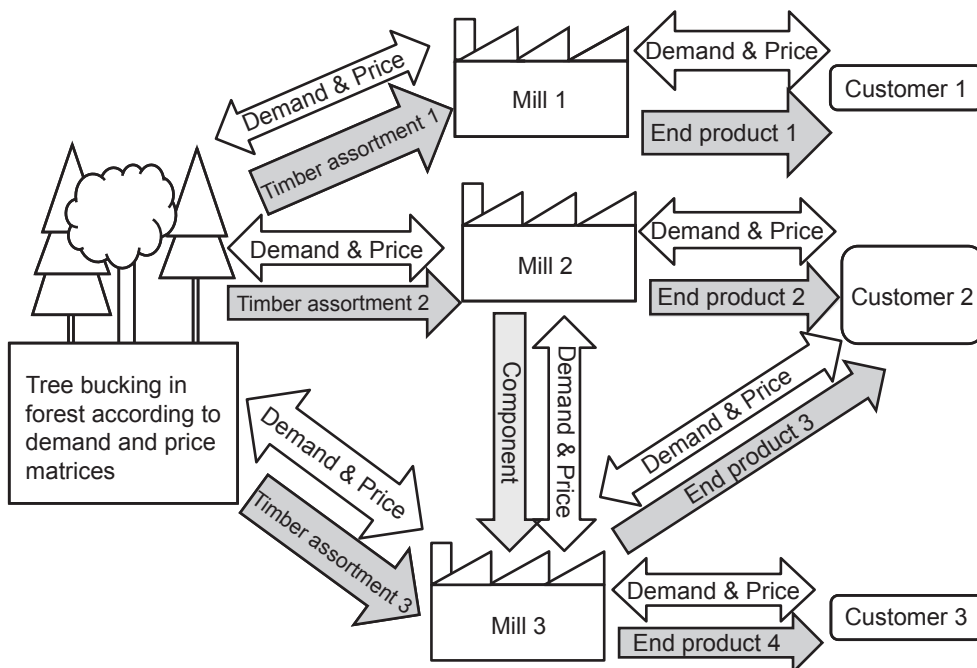 Demand & Price
Timber assortment 1
Mill 1
Demand & Price
End product 1
Customer 1
Demand & Price
Timber assortment 2
Mill 2
Demand & Price
End product 2
Customer 2
Tree bucking in
forest according to
demand and price
matrices
Demand & Price
Timber assortment 3
Component
Demand & Price
Demand & Price
End product 3
Mill 3
Demand & Price
End product 4
Customer 3